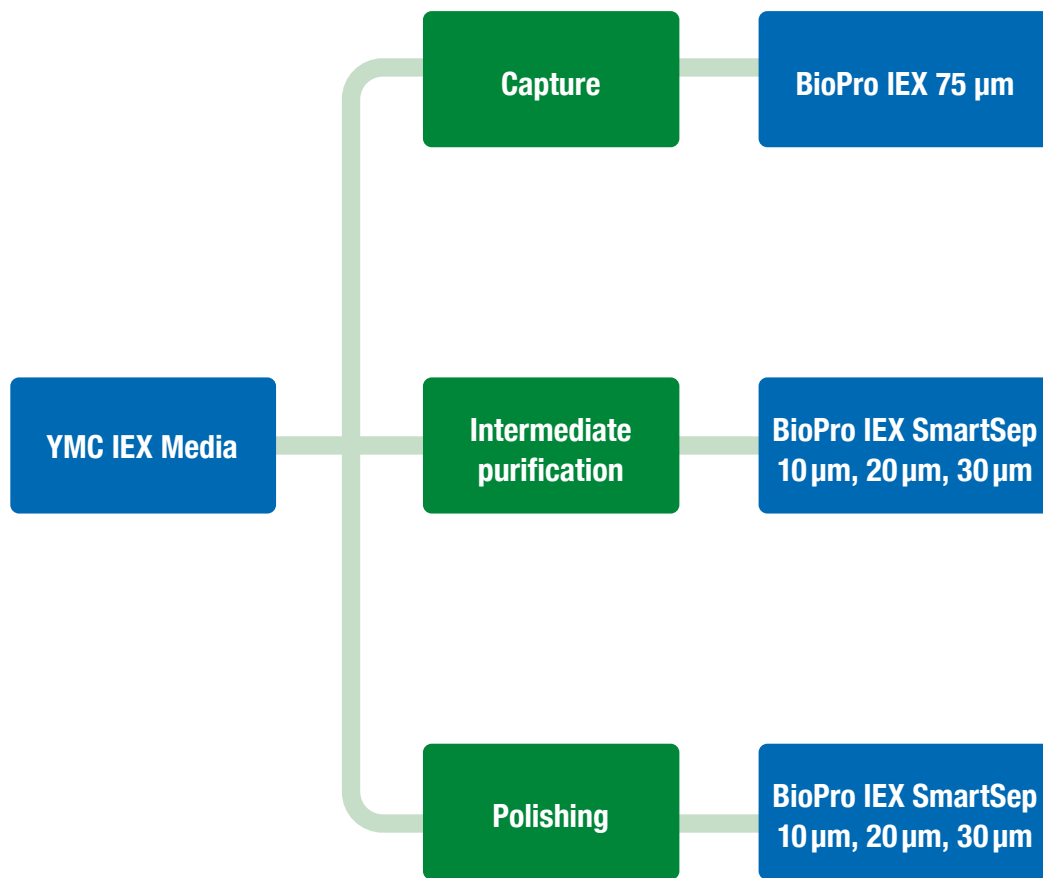 Capture
BioPro IEX 75 µm
YMC IEX Media
Intermediate
purification
BioPro IEX SmartSep
10 µm, 20 µm, 30 µm
Polishing
BioPro IEX SmartSep
10 µm, 20 µm, 30 µm